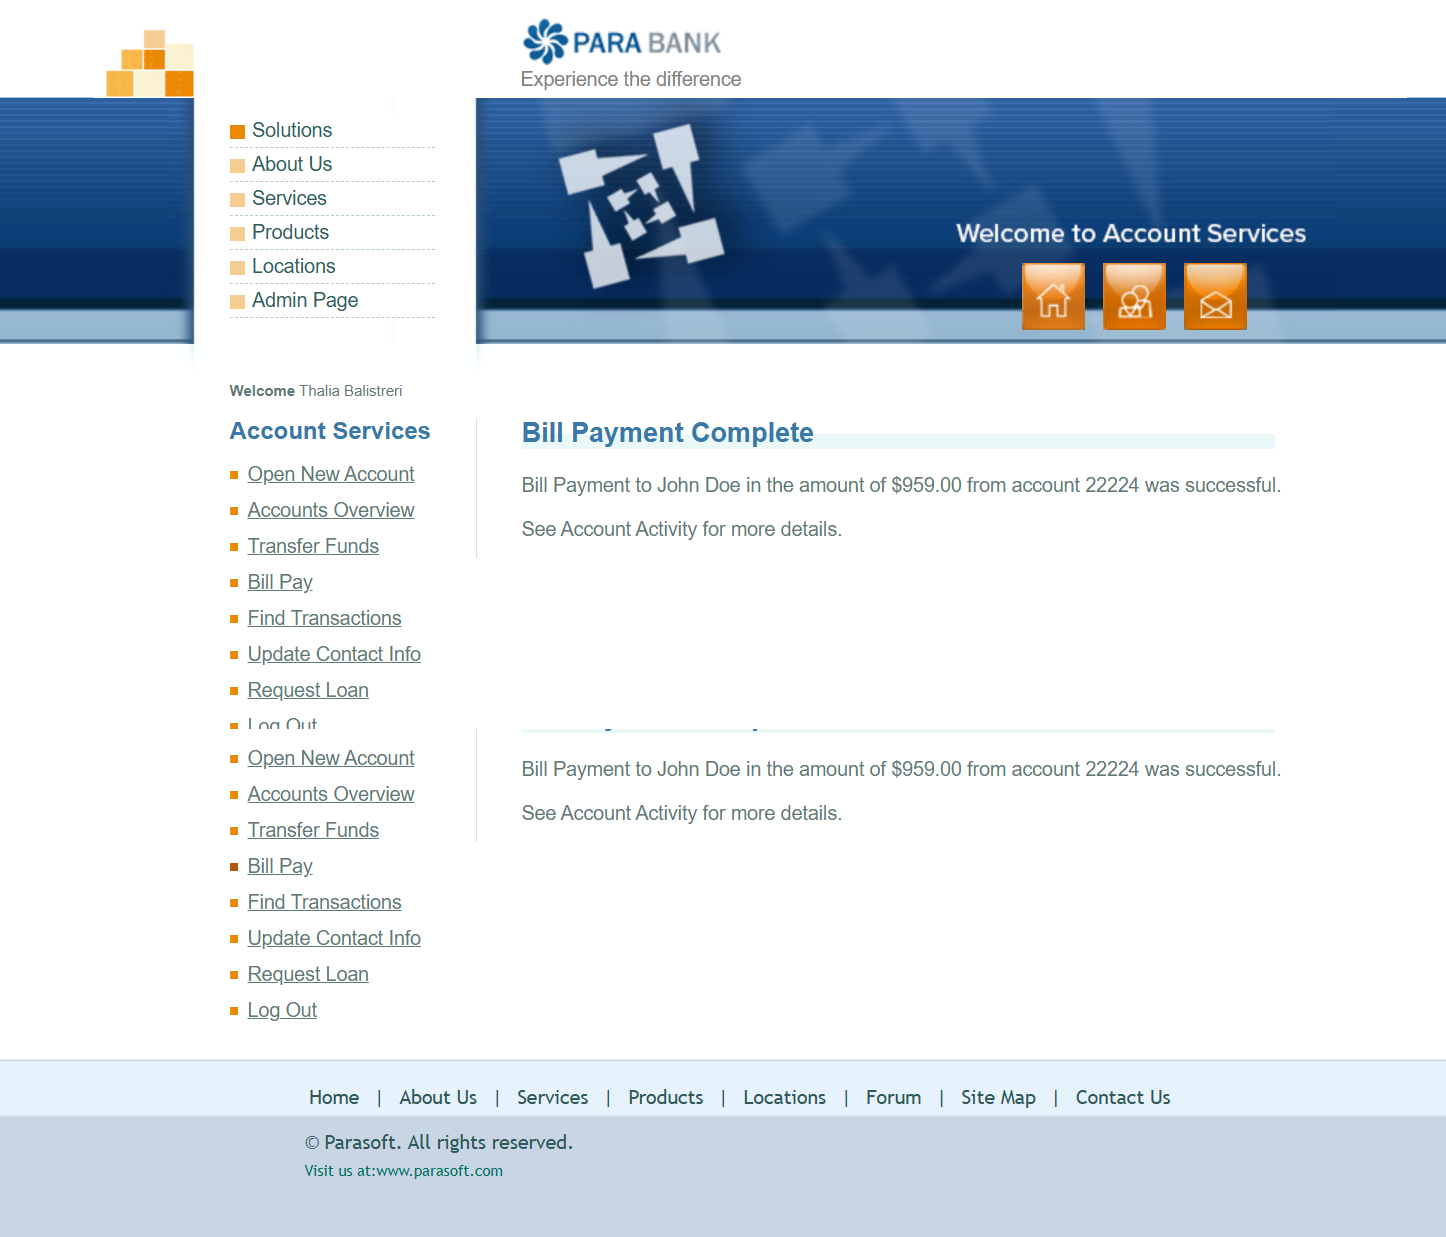 PARA BANK
Experience the difference
Solutions
About Us
Services
Products
Locations
Admin Page
Welcome to Account Services
Welcome Thalia Balistreri
Account Services
Open New Account
Accounts Overview
Transfer Funds
Bill Pay
Find Transactions
Update Contact Info
Request Loan
Log Out
Bill Payment Complete
Bill Payment to John Doe in the amount of $959.00 from account 22224 was successful.
See Account Activity for more details.
Open New Account
Accounts Overview
Transfer Funds
Bill Pay
Find Transactions
Update Contact Info
Request Loan
Log Out
Bill Payment to John Doe in the amount of $959.00 from account 22224 was successful.
See Account Activity for more details.
Home | About Us | Services | Products | Locations | Forum | Site Map | Contact Us
© Parasoft. All rights reserved.
Visit us at:www.parasoft.com